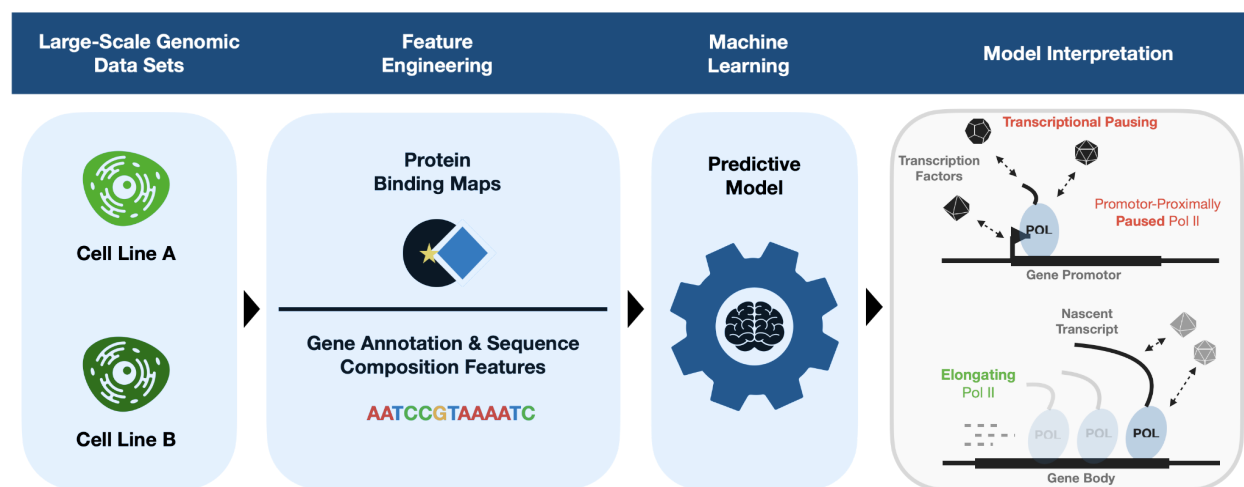 Large-Scale Genomic
Data Sets
Feature
Engineering
Machine
Learning
Model Interpretation
Cell Line A
Cell Line B
Protein
Binding Maps
Gene Annotation & Sequence
Composition Features
AATCCGTAAAATC
Predictive
Model
Transcriptional Pausing
Transcription
Factors
Promotor-Proximally
Paused Pol II
POL
Gene Promotor
Nascent
Transcript
Elongating
Pol II
POL
POL
POL
Gene Body